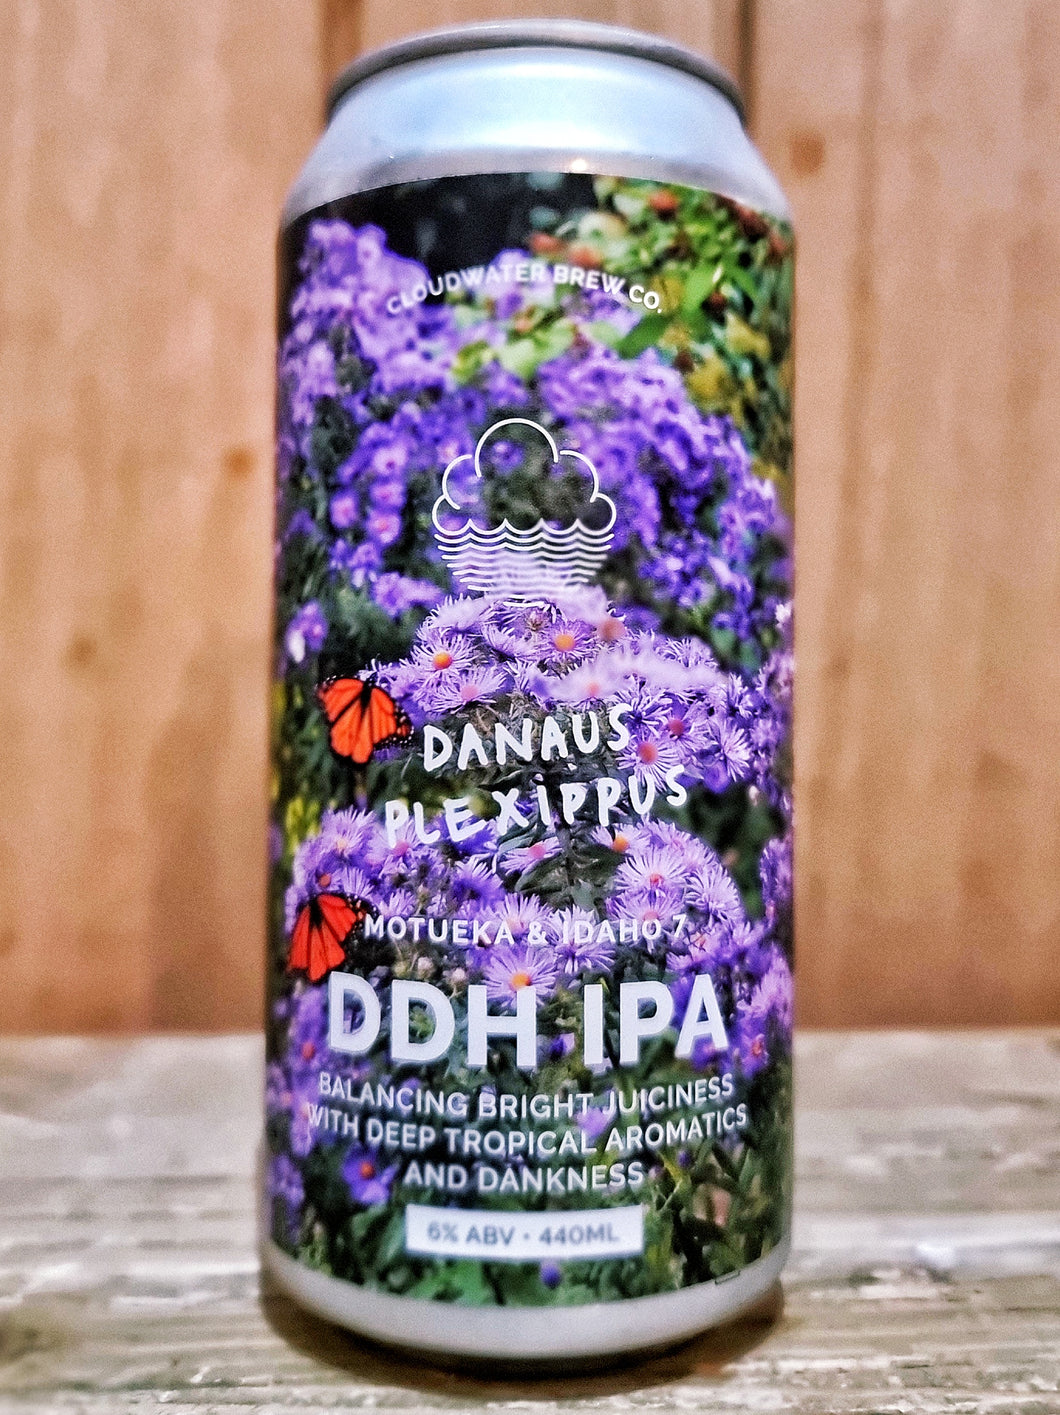 CLOUDWATER BREW CO.
DANAUS
PLEXiPPUS
MOTUEKA & IDAHO 7
DDH IPA
BALANCING BRIGHT JUICINESS
WITH DEEP TROPICAL AROMATICS
AND DANKNESS
6% ABV • 440ML